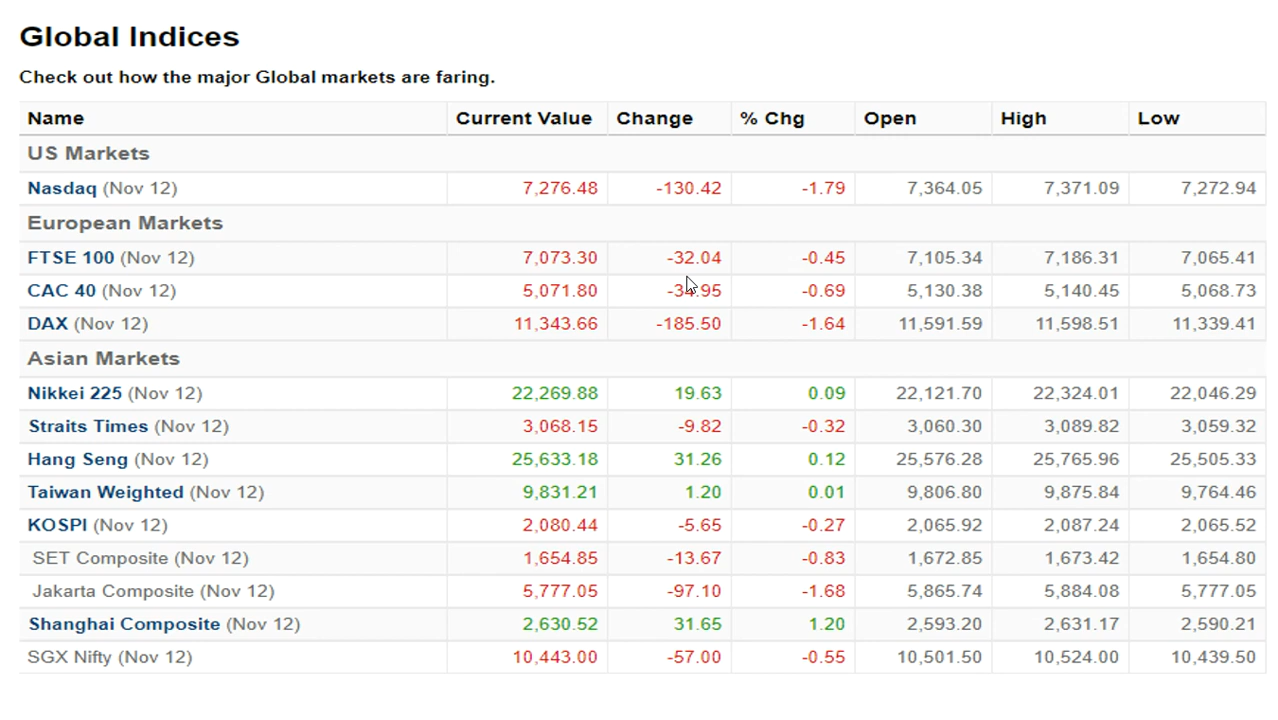 Global Indices
Check out how the major Global markets are faring.
Name Current Value Change % Chg Open High Low
US Markets
Nasdaq (Nov 12) 7,276.48 -130.42 -1.79 7,364.05 7,371.09 7,272.94
European Markets
FTSE 100 (Nov 12) 7,073.30 -32.04 -0.45 7,105.34 7,186.31 7,065.41
CAC 40 (Nov 12) 5,071.80 -34.95 -0.69 5,130.38 5,140.45 5,068.73
DAX (Nov 12) 11,343.66 -185.50 -1.64 11,591.59 11,598.51 11,339.41
Asian Markets
Nikkei 225 (Nov 12) 22,269.88 19.63 0.09 22,121.70 22,324.01 22,046.29
Straits Times (Nov 12) 3,068.15 -9.82 -0.32 3,060.30 3,089.82 3,059.32
Hang Seng (Nov 12) 25,633.18 31.26 0.12 25,576.28 25,765.96 25,505.33
Taiwan Weighted (Nov 12) 9,831.21 1.20 0.01 9,806.80 9,875.84 9,764.46
KOSPI (Nov 12) 2,080.44 -5.65 -0.27 2,065.92 2,087.24 2,065.52
SET Composite (Nov 12) 1,654.85 -13.67 -0.83 1,672.85 1,673.42 1,654.80
Jakarta Composite (Nov 12) 5,777.05 -97.10 -1.68 5,865.74 5,884.08 5,777.05
Shanghai Composite (Nov 12) 2,630.52 31.65 1.20 2,593.20 2,631.17 2,590.21
SGX Nifty (Nov 12) 10,443.00 -57.00 -0.55 10,501.50 10,524.00 10,439.50